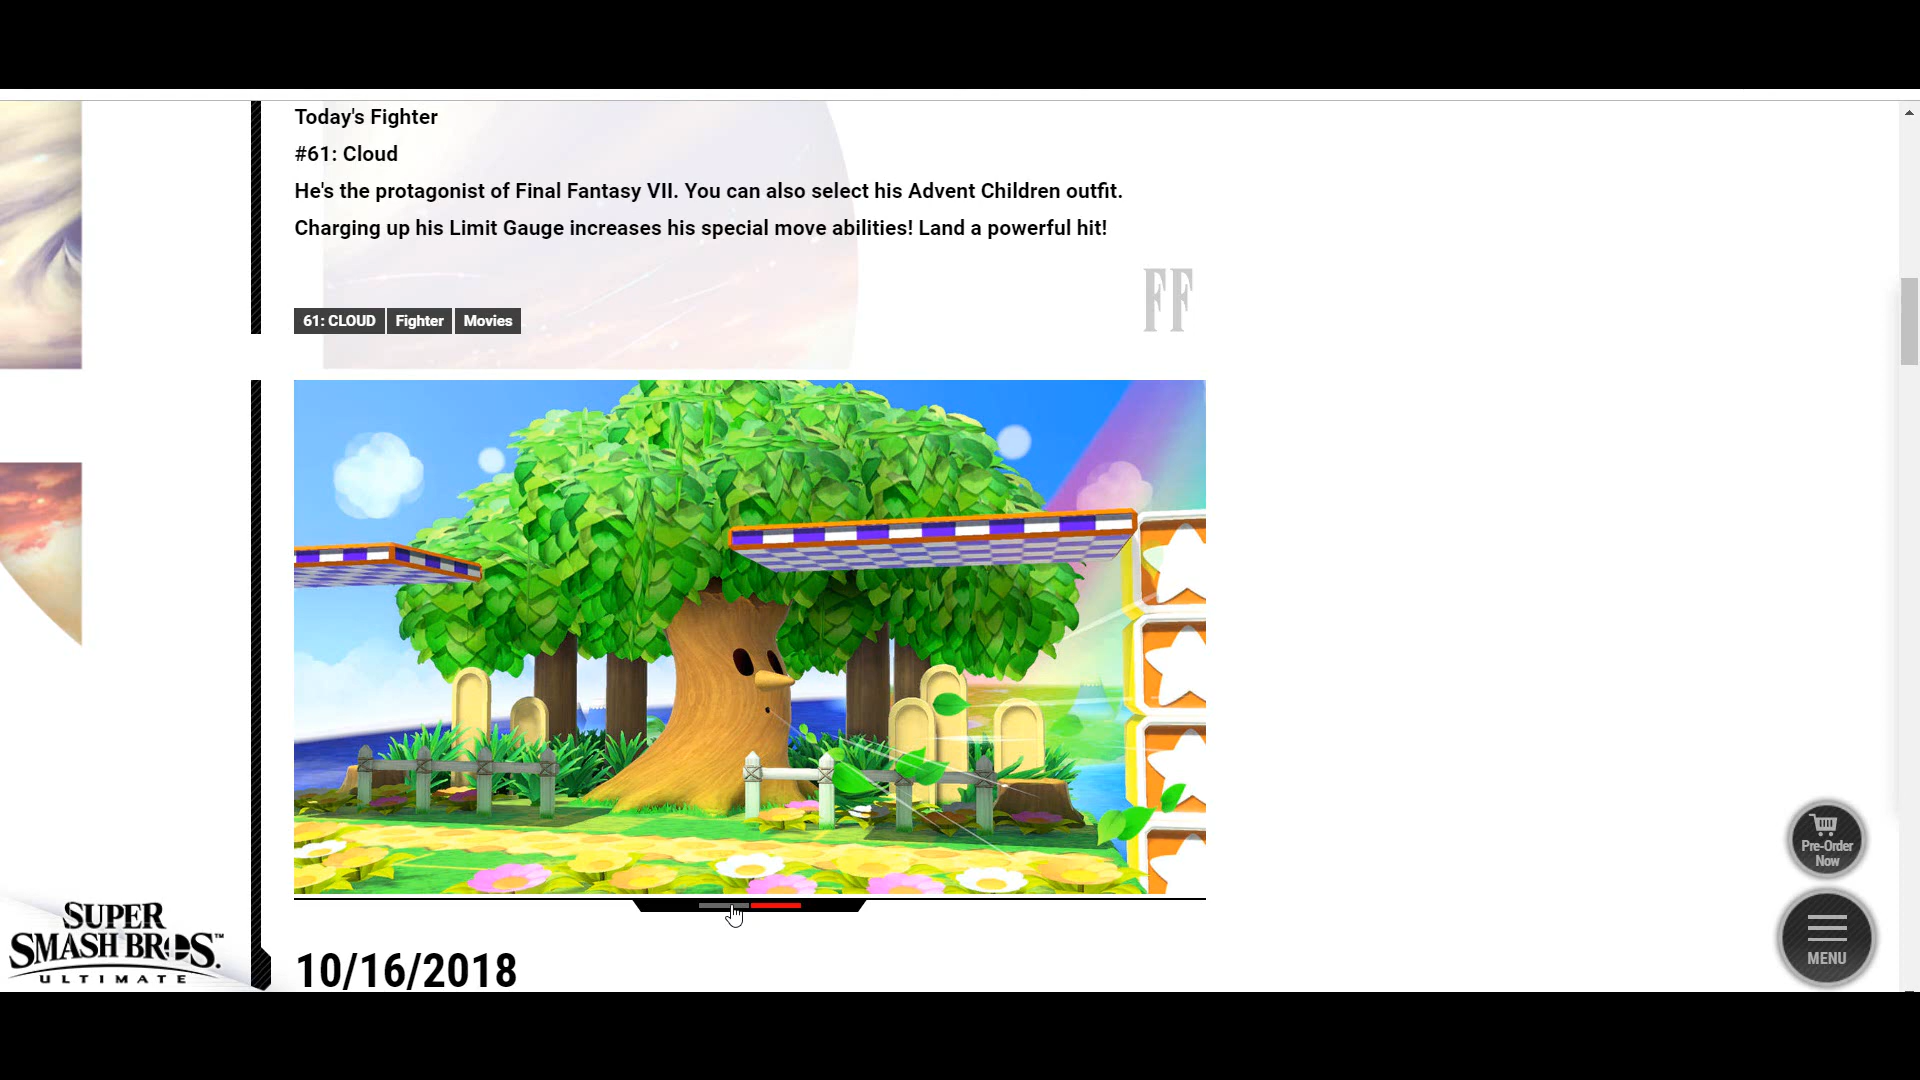 Today's Fighter
#61: Cloud
He's the protagonist of Final Fantasy VII. You can also select his Advent Children outfit.
Charging up his Limit Gauge increases his special move abilities! Land a powerful hit!
FF
61: CLOUD Fighter Movies
Pre-Order
Now
SUPER
SMASH BROS.™
ULTIMATE
MENU
10/16/2018